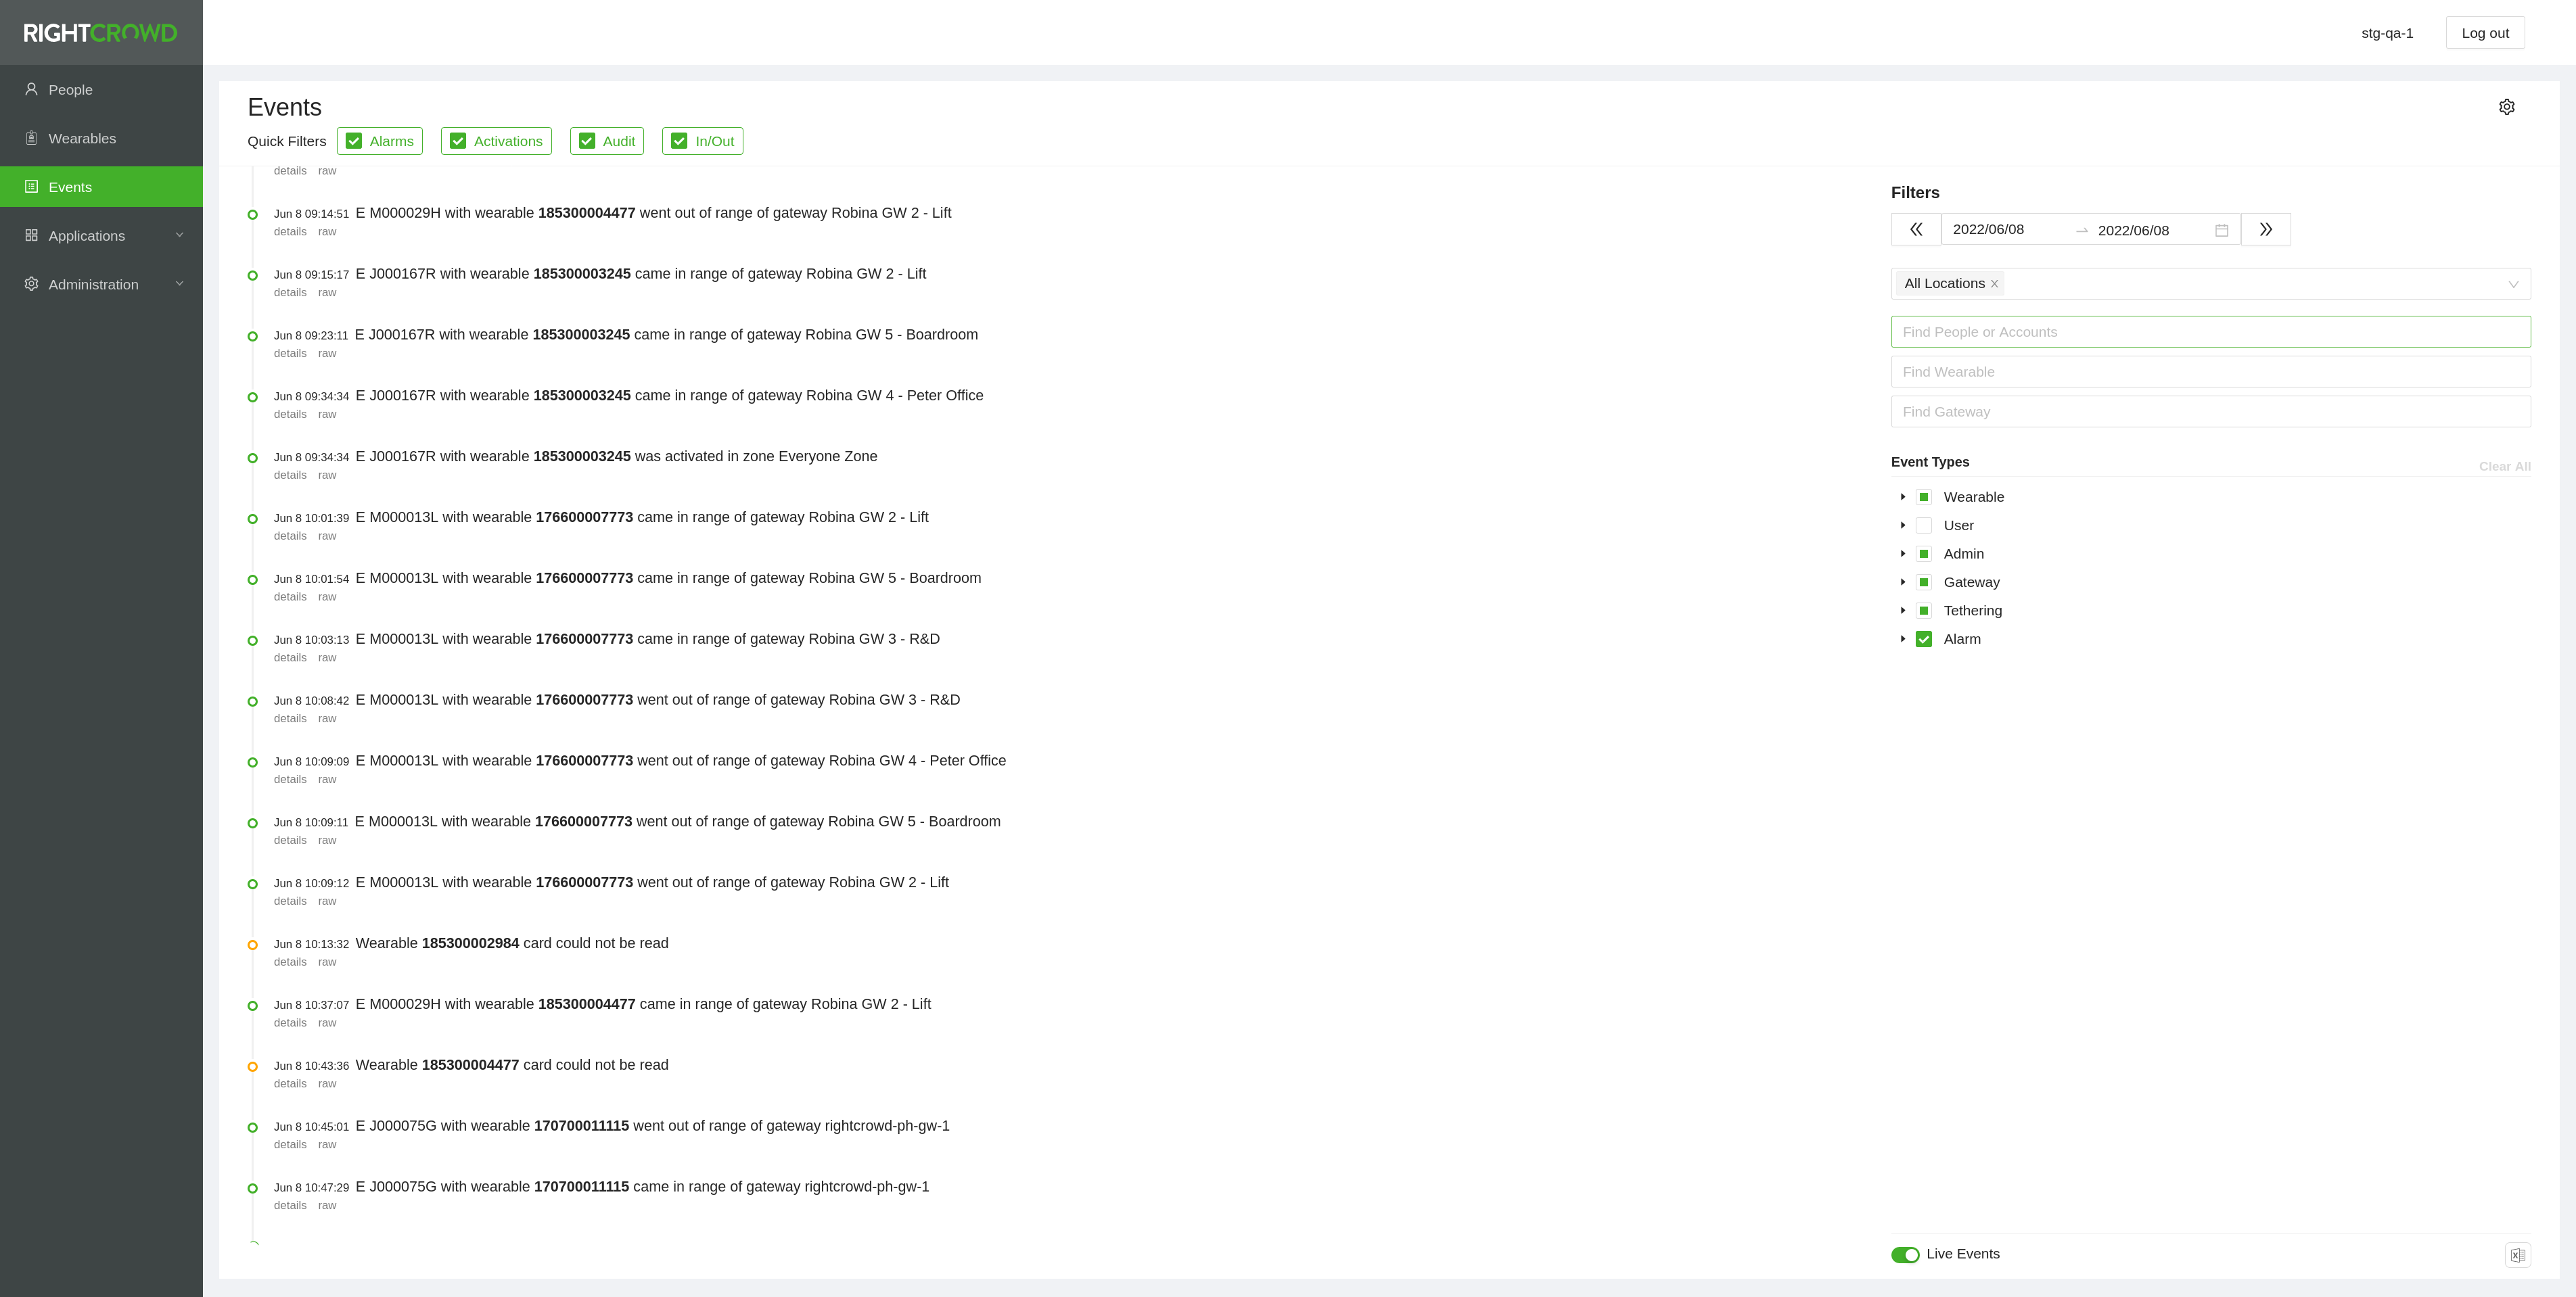 RIGHTCROWD
stg-qa-1
Log out
People
Wearables
Events
Applications
Administration
Events
Quick Filters
Alarms
Activations
Audit
In/Out
details raw
Jun 8 09:14:51 E M000029H with wearable 185300004477 went out of range of gateway Robina GW 2 - Lift
details raw
Jun 8 09:15:17 E J000167R with wearable 185300003245 came in range of gateway Robina GW 2 - Lift
details raw
Jun 8 09:23:11 E J000167R with wearable 185300003245 came in range of gateway Robina GW 5 - Boardroom
details raw
Jun 8 09:34:34 E J000167R with wearable 185300003245 came in range of gateway Robina GW 4 - Peter Office
details raw
Jun 8 09:34:34 E J000167R with wearable 185300003245 was activated in zone Everyone Zone
details raw
Jun 8 10:01:39 E M000013L with wearable 176600007773 came in range of gateway Robina GW 2 - Lift
details raw
Jun 8 10:01:54 E M000013L with wearable 176600007773 came in range of gateway Robina GW 5 - Boardroom
details raw
Jun 8 10:03:13 E M000013L with wearable 176600007773 came in range of gateway Robina GW 3 - R&D
details raw
Jun 8 10:08:42 E M000013L with wearable 176600007773 went out of range of gateway Robina GW 3 - R&D
details raw
Jun 8 10:09:09 E M000013L with wearable 176600007773 went out of range of gateway Robina GW 4 - Peter Office
details raw
Jun 8 10:09:11 E M000013L with wearable 176600007773 went out of range of gateway Robina GW 5 - Boardroom
details raw
Jun 8 10:09:12 E M000013L with wearable 176600007773 went out of range of gateway Robina GW 2 - Lift
details raw
Jun 8 10:13:32 Wearable 185300002984 card could not be read
details raw
Jun 8 10:37:07 E M000029H with wearable 185300004477 came in range of gateway Robina GW 2 - Lift
details raw
Jun 8 10:43:36 Wearable 185300004477 card could not be read
details raw
Jun 8 10:45:01 E J000075G with wearable 170700011115 went out of range of gateway rightcrowd-ph-gw-1
details raw
Jun 8 10:47:29 E J000075G with wearable 170700011115 came in range of gateway rightcrowd-ph-gw-1
details raw
Filters
2022/06/08
2022/06/08
All Locations
Find People or Accounts
Find Wearable
Find Gateway
Event Types
Clear All
Wearable
User
Admin
Gateway
Tethering
Alarm
Live Events